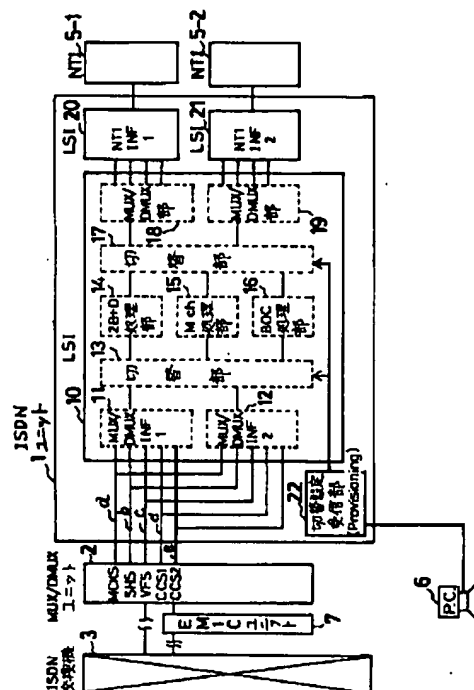 ISDN
ユニット
1
MUX/DMUX
ユニット
2
ISDN
交換機
3
MCKS
SHS
VFS
CCS1
CCS2
a
b
c
d
e
EMIC ユニット
7
LSI
10
11
MUX/
DMUX
INF
1
12
MUX/
DMUX
INF
2
13
切替部
14
2B+D
処理
部
15
M ch
処理
部
16
BOC
処理
部
17
切替部
MUX/
DMUX
部
18
MUX/
DMUX
部
19
LSI 20
NT1
INF
1
LSI 21
NT1
INF
2
NT1 5-1
NT1 5-2
22
切替設定
受信部
(Provisioning)
P.C.
6